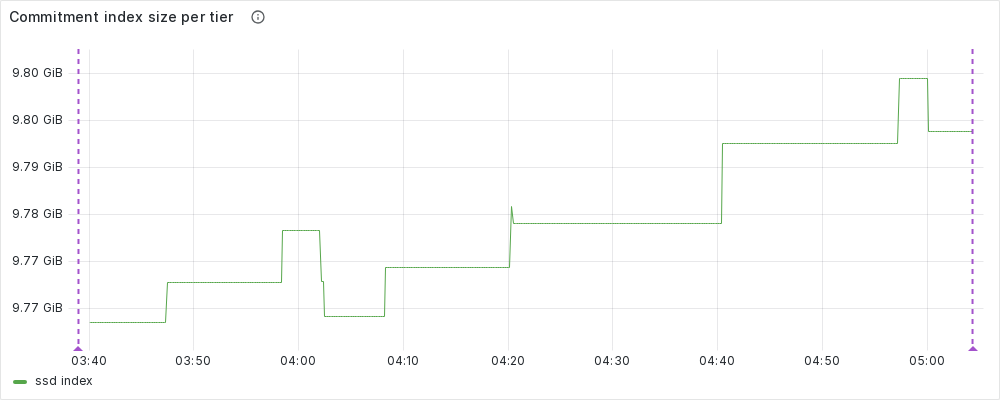 Commitment index size per tier
9.80 GiB
9.80 GiB
9.79 GiB
9.78 GiB
9.77 GiB
9.77 GiB
03:40 03:50 04:00 04:10 04:20 04:30 04:40 04:50 05:00
ssd index